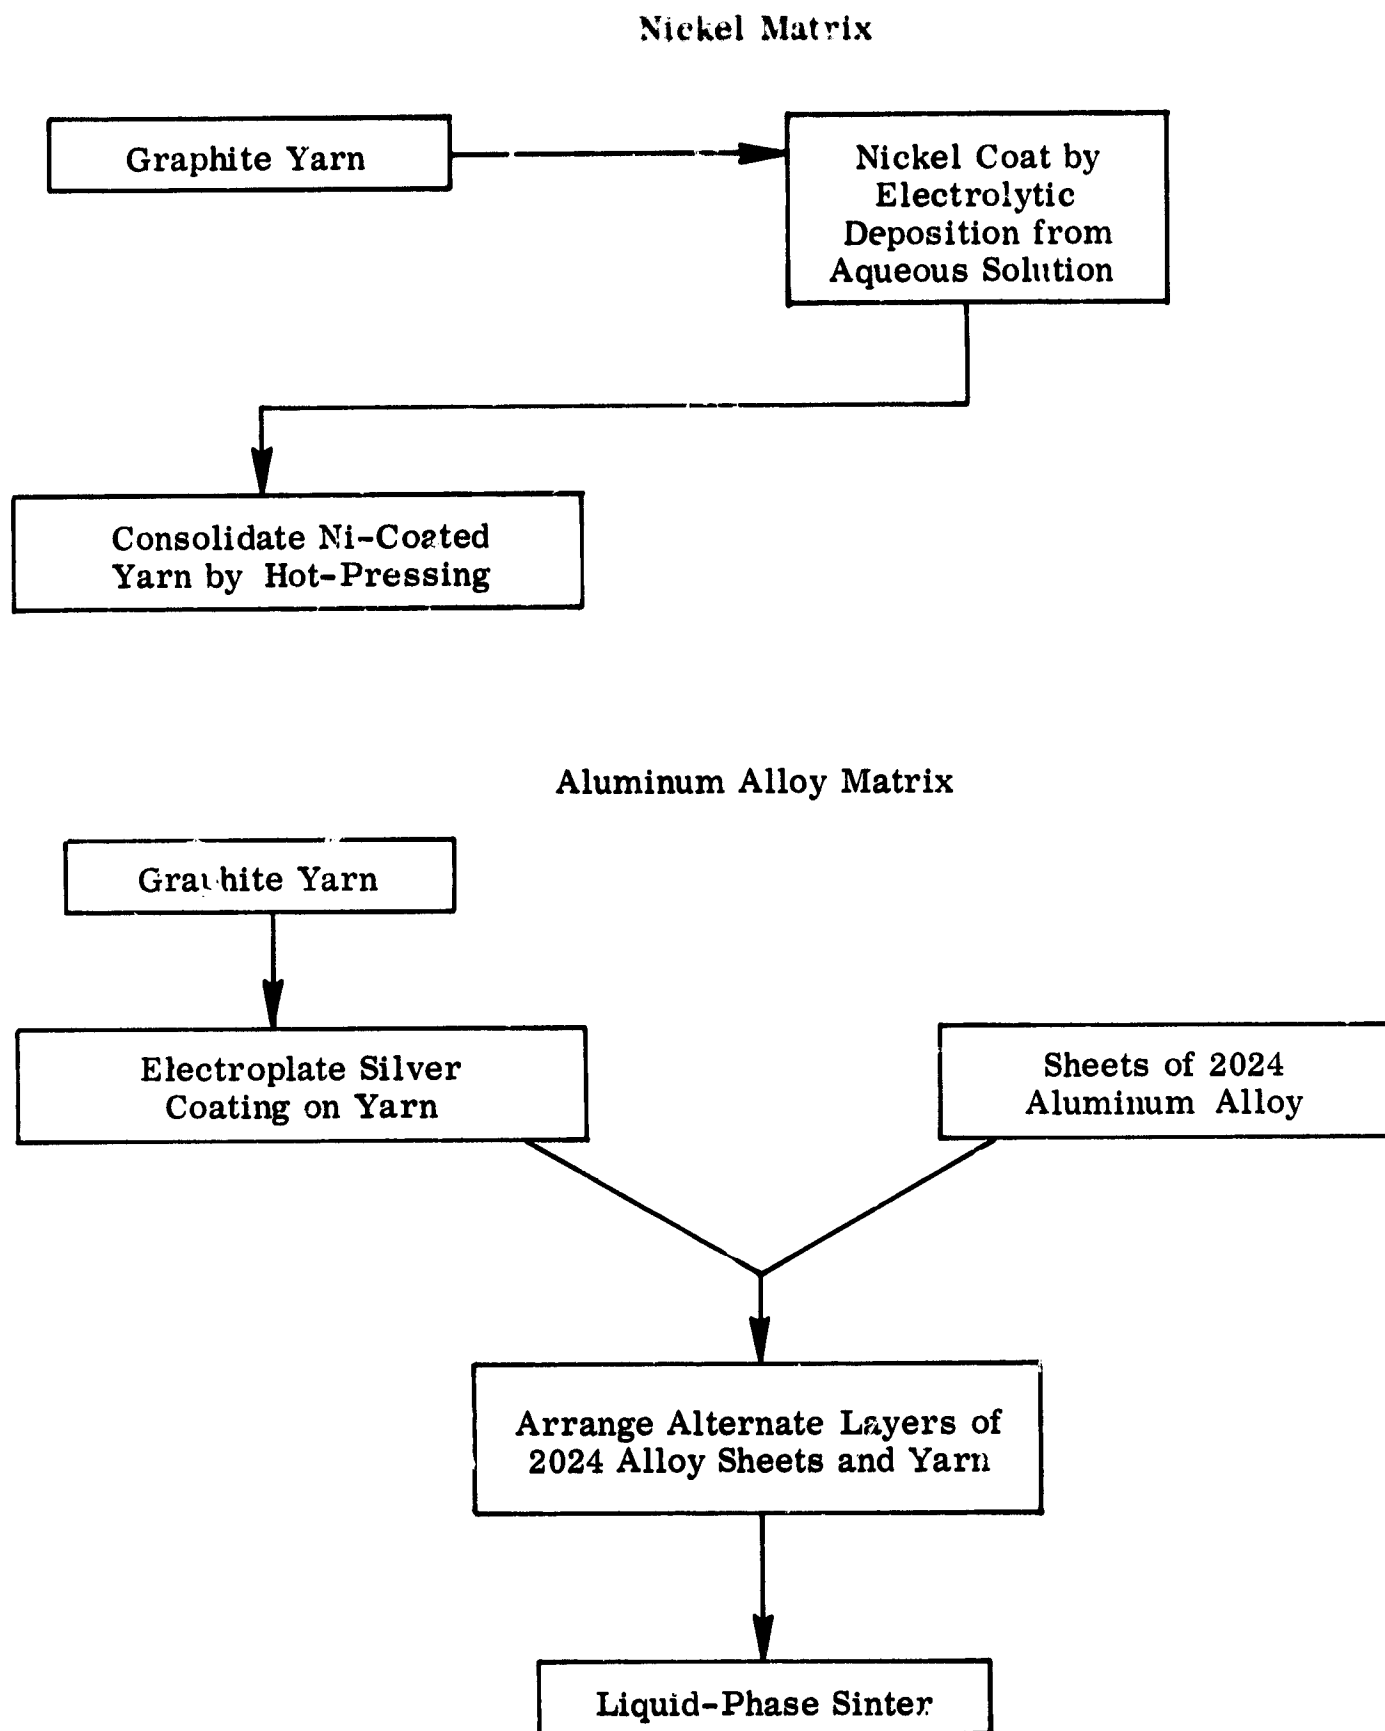 Nickel Matrix
Graphite Yarn
Nickel Coat by
Electrolytic
Deposition from
Aqueous Solution
Consolidate Ni-Coated
Yarn by Hot-Pressing
Aluminum Alloy Matrix
Graphite Yarn
Electroplate Silver
Coating on Yarn
Sheets of 2024
Aluminum Alloy
Arrange Alternate Layers of
2024 Alloy Sheets and Yarn
Liquid-Phase Sinter